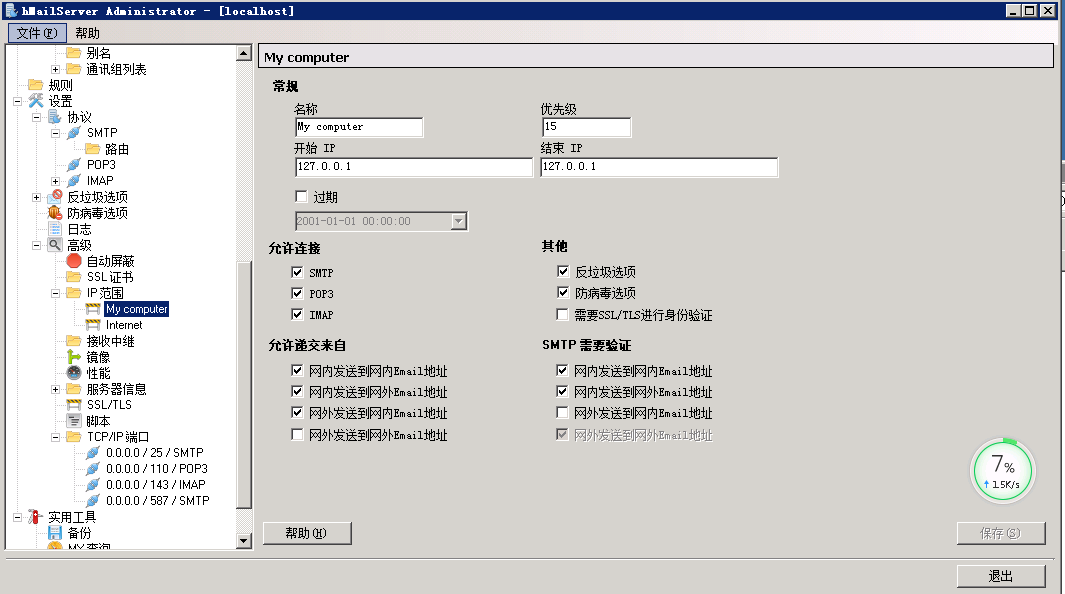 hMailServer Administrator - [localhost]
文件(F) 帮助
别名
通讯组列表
规则
设置
协议
SMTP
路由
POP3
IMAP
反垃圾选项
防病毒选项
日志
高级
自动屏蔽
SSL 证书
IP 范围
My computer
Internet
接收中继
镜像
性能
服务器信息
SSL/TLS
脚本
TCP/IP 端口
0.0.0.0 / 25 / SMTP
0.0.0.0 / 110 / POP3
0.0.0.0 / 143 / IMAP
0.0.0.0 / 587 / SMTP
实用工具
备份
MX 查询
My computer
常规
名称 优先级
My computer 15
开始 IP 结束 IP
127.0.0.1 127.0.0.1
过期
2001-01-01 00:00:00
允许连接 其他
SMTP 反垃圾选项
POP3 防病毒选项
IMAP 需要SSL/TLS进行身份验证
允许递交来自 SMTP 需要验证
网内发送到网内Email地址 网内发送到网内Email地址
网内发送到网外Email地址 网内发送到网外Email地址
网外发送到网内Email地址 网外发送到网内Email地址
网外发送到网外Email地址 网外发送到网外Email地址
7%
1.5K/s
帮助(H) 保存(S)
退出